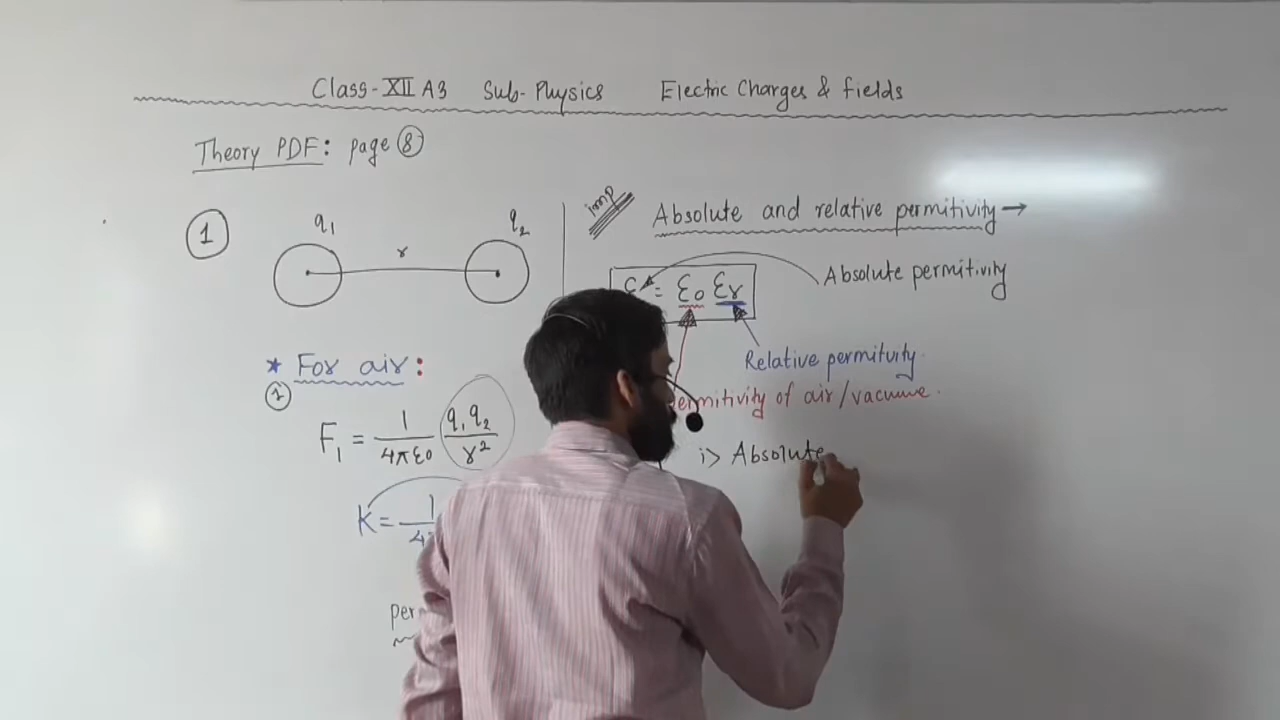 Class-XII A3 Sub-Physics Electric Charges & fields
Theory PDF: page 8
1
q1
q2
r
* For air:
1
F1 = 1/4πε0 q1q2/r²
K = 1
imp
Absolute and relative permitivity →
= ε0 εr
Absolute permitivity
Relative permitivity.
ermitivity of air/vacuume.
i> Absolute